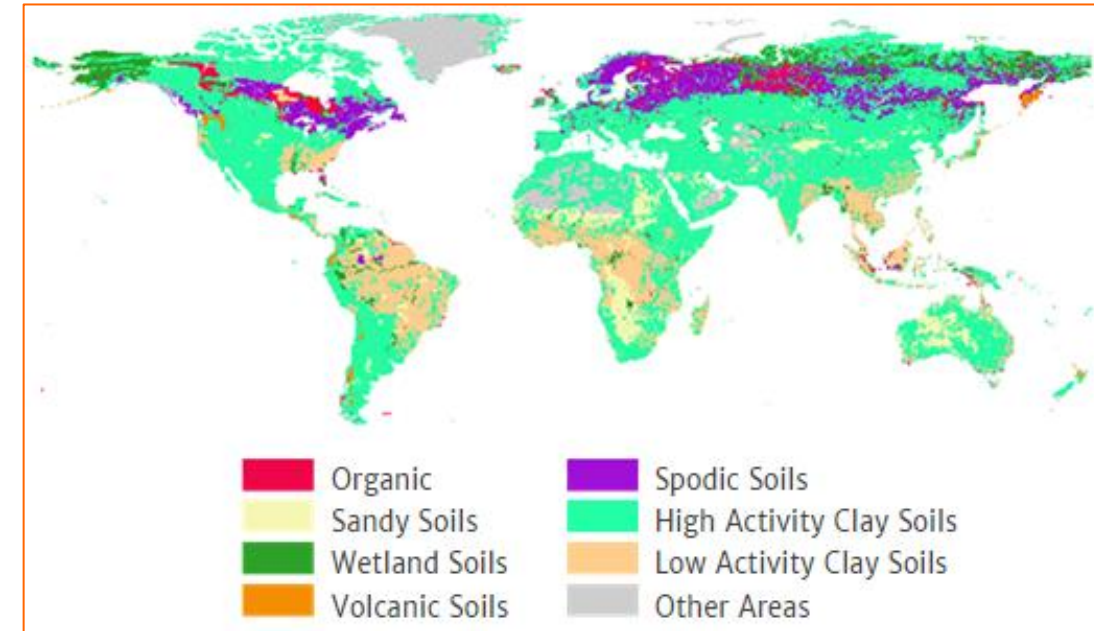 Organic
Sandy Soils
Wetland Soils
Volcanic Soils
Spodic Soils
High Activity Clay Soils
Low Activity Clay Soils
Other Areas